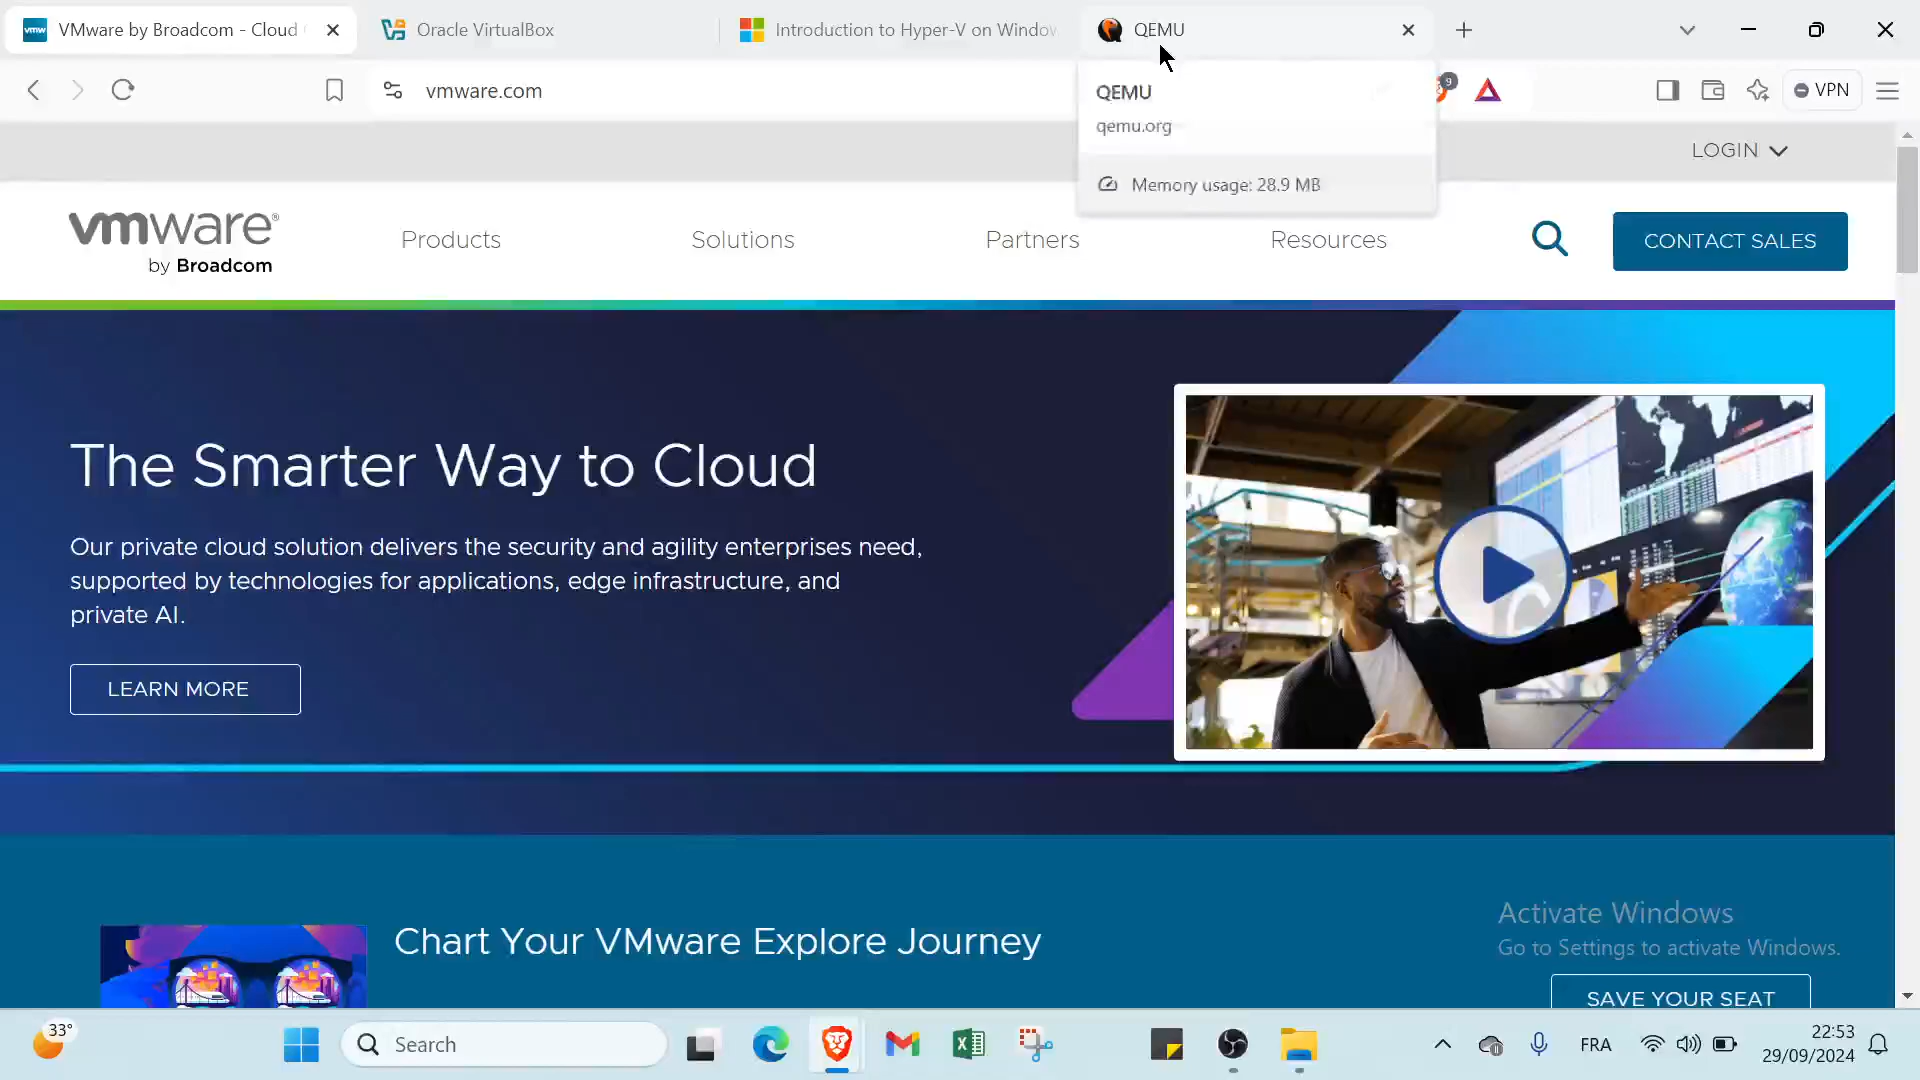 VMware by Broadcom - Cloud
Oracle VirtualBox
Introduction to Hyper-V on Window
QEMU
vmware.com
QEMU
qemu.org
Memory usage: 28.9 MB
9
VPN
LOGIN
vmware®
by Broadcom
Products
Solutions
Partners
Resources
CONTACT SALES
The Smarter Way to Cloud
Our private cloud solution delivers the security and agility enterprises need,
supported by technologies for applications, edge infrastructure, and
private AI.
LEARN MORE
Chart Your VMware Explore Journey
Activate Windows
Go to Settings to activate Windows.
SAVE YOUR SEAT
33°
Search
FRA
22:53
29/09/2024